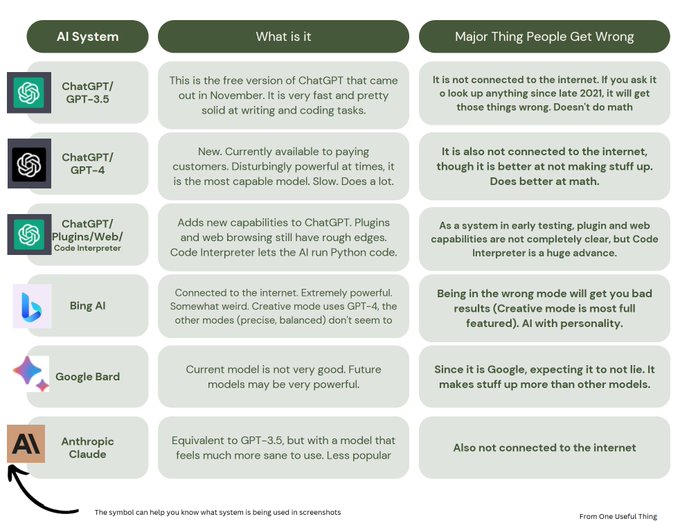 AI System
What is it
Major Thing People Get Wrong
ChatGPT/
GPT-3.5
This is the free version of ChatGPT that came
out in November. It is very fast and pretty
solid at writing and coding tasks.
It is not connected to the internet. If you ask it
o look up anything since late 2021, it will get
those things wrong. Doesn't do math
ChatGPT/
GPT-4
New. Currently available to paying
customers. Disturbingly powerful at times, it
is the most capable model. Slow. Does a lot.
It is also not connected to the internet,
though it is better at not making stuff up.
Does better at math.
ChatGPT/
Plugins/Web/
Code Interpreter
Adds new capabilities to ChatGPT. Plugins
and web browsing still have rough edges.
Code Interpreter lets the AI run Python code.
As a system in early testing, plugin and web
capabilities are not completely clear, but Code
Interpreter is a huge advance.
Bing AI
Connected to the internet. Extremely powerful.
Somewhat weird. Creative mode uses GPT-4, the
other modes (precise, balanced) don't seem to
Being in the wrong mode will get you bad
results (Creative mode is most full
featured). AI with personality.
Google Bard
Current model is not very good. Future
models may be very powerful.
Since it is Google, expecting it to not lie. It
makes stuff up more than other models.
AI
Anthropic
Claude
Equivalent to GPT-3.5, but with a model that
feels much more sane to use. Less popular
Also not connected to the internet
The symbol can help you know what system is being used in screenshots
From One Useful Thing